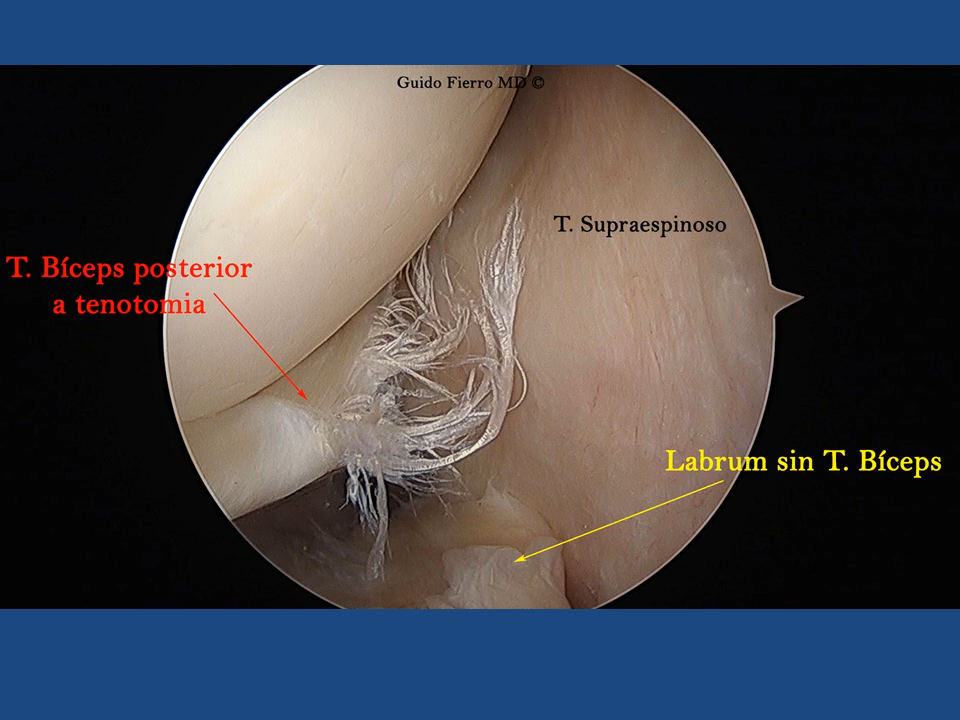 Guido Fierro MD ©
T. Supraespinoso
T. Bíceps posterior
a tenotomia
Labrum sin T. Bíceps